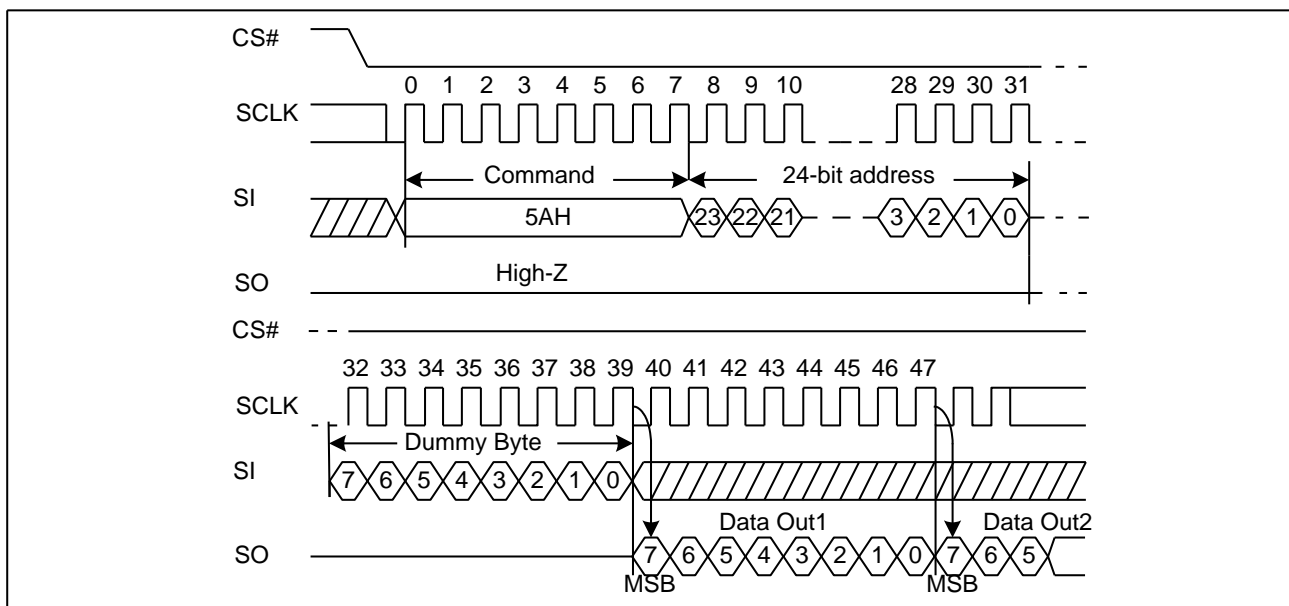 CS#
0 1 2 3 4 5 6 7 8 9 10 28 29 30 31
SCLK
Command 24-bit address
SI
5AH 23 22 21 3 2 1 0
High-Z
SO
CS#
32 33 34 35 36 37 38 39 40 41 42 43 44 45 46 47
SCLK
Dummy Byte
SI
7 6 5 4 3 2 1 0
Data Out1 Data Out2
SO 7 6 5 4 3 2 1 0 7 6 5
MSB MSB